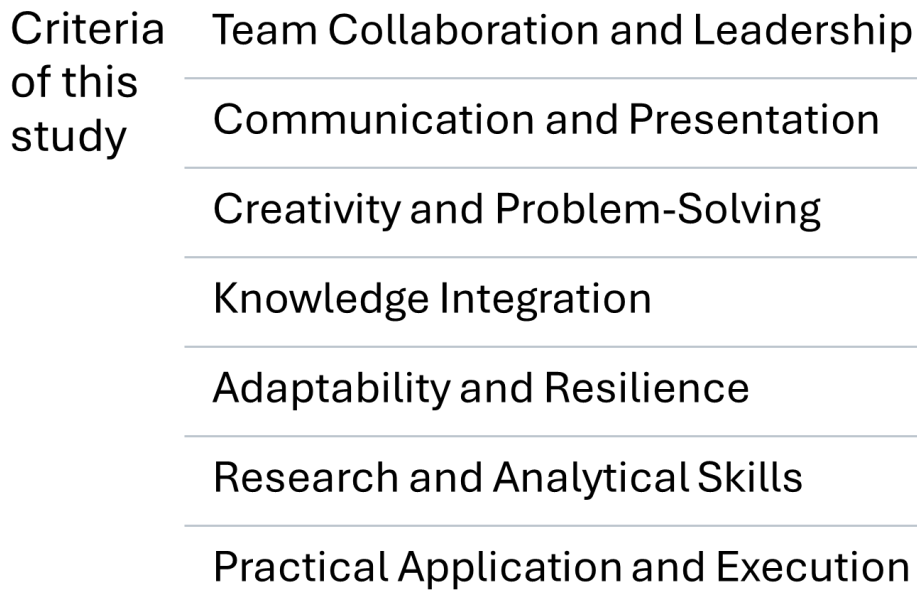 Criteria
of this
study
Team Collaboration and Leadership
Communication and Presentation
Creativity and Problem-Solving
Knowledge Integration
Adaptability and Resilience
Research and Analytical Skills
Practical Application and Execution